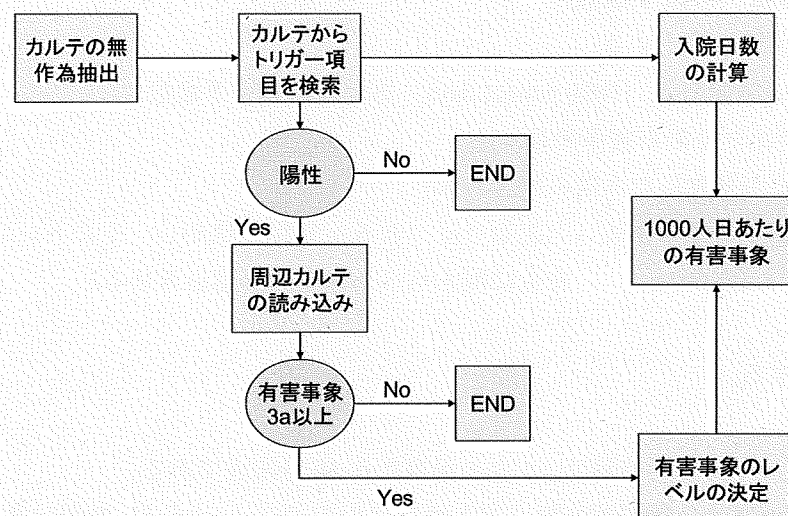 カルテの無
作為抽出
カルテから
トリガー項
目を検索
入院日数
の計算
陽性
No
END
Yes
1000人日あたり
の有害事象
周辺カルテ
の読み込み
有害事象
3a以上
No
END
Yes
有害事象のレ
ベルの決定